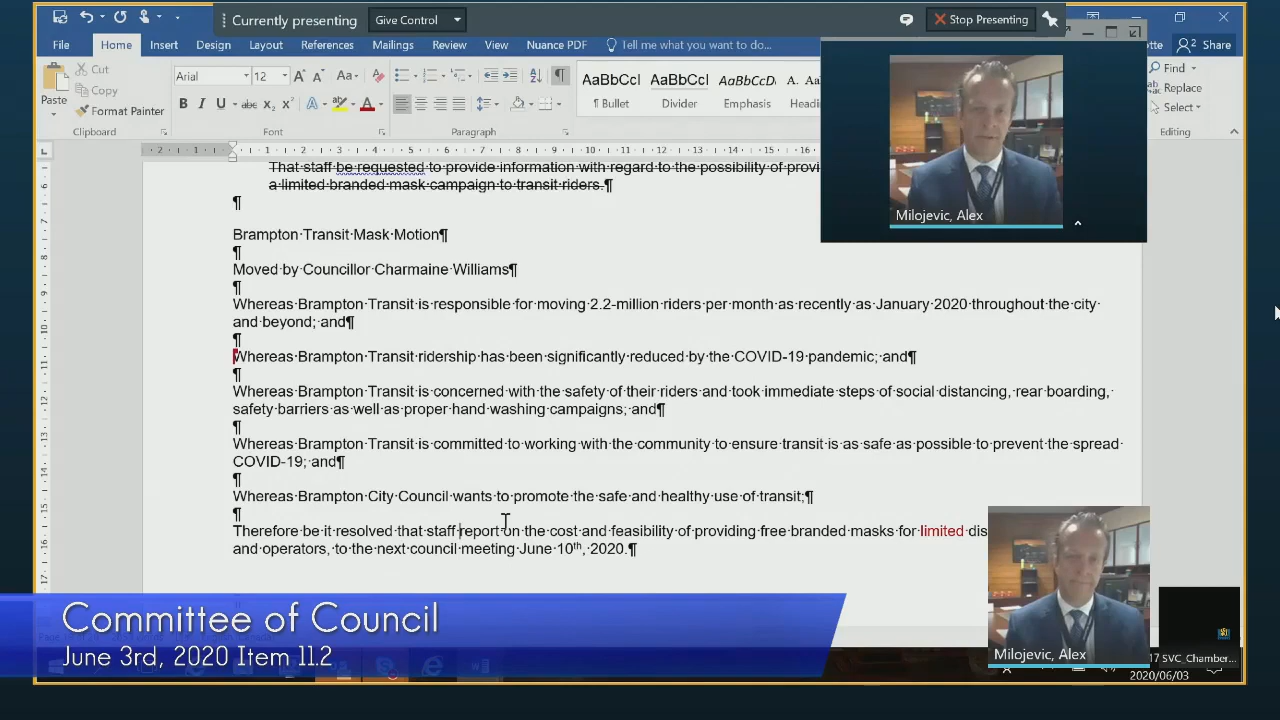 Currently presenting
Give Control
Stop Presenting
File Home Insert Design Layout References Mailings Review View Nuance PDF Tell me what you want to do... Share
Cut
Copy
Format Painter
Paste
Clipboard
Arial 12
Font
Paragraph
AaBbCcI AaBbCcI AaBbCcD
¶ Bullet Divider Emphasis
Find
Replace
Select
Editing
That staff be requested to provide information with regard to the possibility of provi
a limited branded mask campaign to transit riders.¶
¶
Brampton Transit Mask Motion¶
¶
Moved by Councillor Charmaine Williams¶
¶
Whereas Brampton Transit is responsible for moving 2.2-million riders per month as recently as January 2020 throughout the city
and beyond; and¶
¶
Whereas Brampton Transit ridership has been significantly reduced by the COVID-19 pandemic; and¶
¶
Whereas Brampton Transit is concerned with the safety of their riders and took immediate steps of social distancing, rear boarding,
safety barriers as well as proper hand washing campaigns; and¶
¶
Whereas Brampton Transit is committed to working with the community to ensure transit is as safe as possible to prevent the spread
COVID-19; and¶
¶
Whereas Brampton City Council wants to promote the safe and healthy use of transit;¶
¶
Therefore be it resolved that staff report on the cost and feasibility of providing free branded masks for limited dis
and operators, to the next council meeting June 10th, 2020.¶
Milojevic, Alex
Milojevic, Alex
17 SVC_Chamber...
2020/06/03
Committee of Council
June 3rd, 2020 Item 11.2